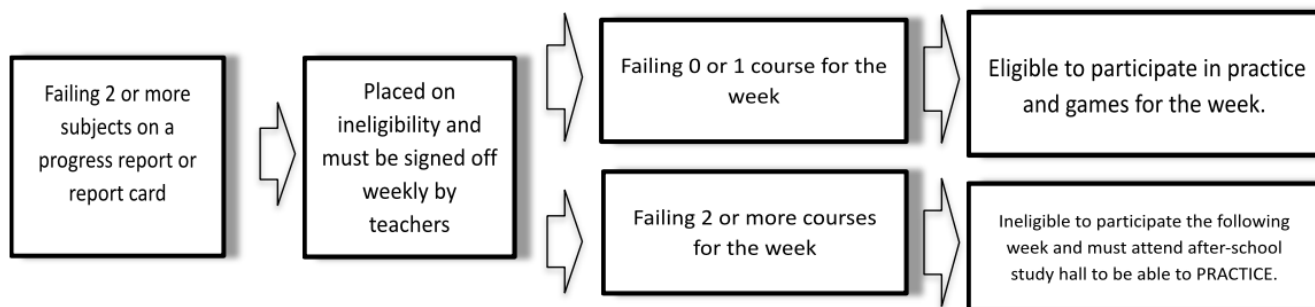 Failing 2 or more
subjects on a
progress report or
report card
Placed on
ineligibility and
must be signed off
weekly by
teachers
Failing 0 or 1 course for the
week
Eligible to participate in practice
and games for the week.
Failing 2 or more courses
for the week
Ineligible to participate the following
week and must attend after-school
study hall to be able to PRACTICE.